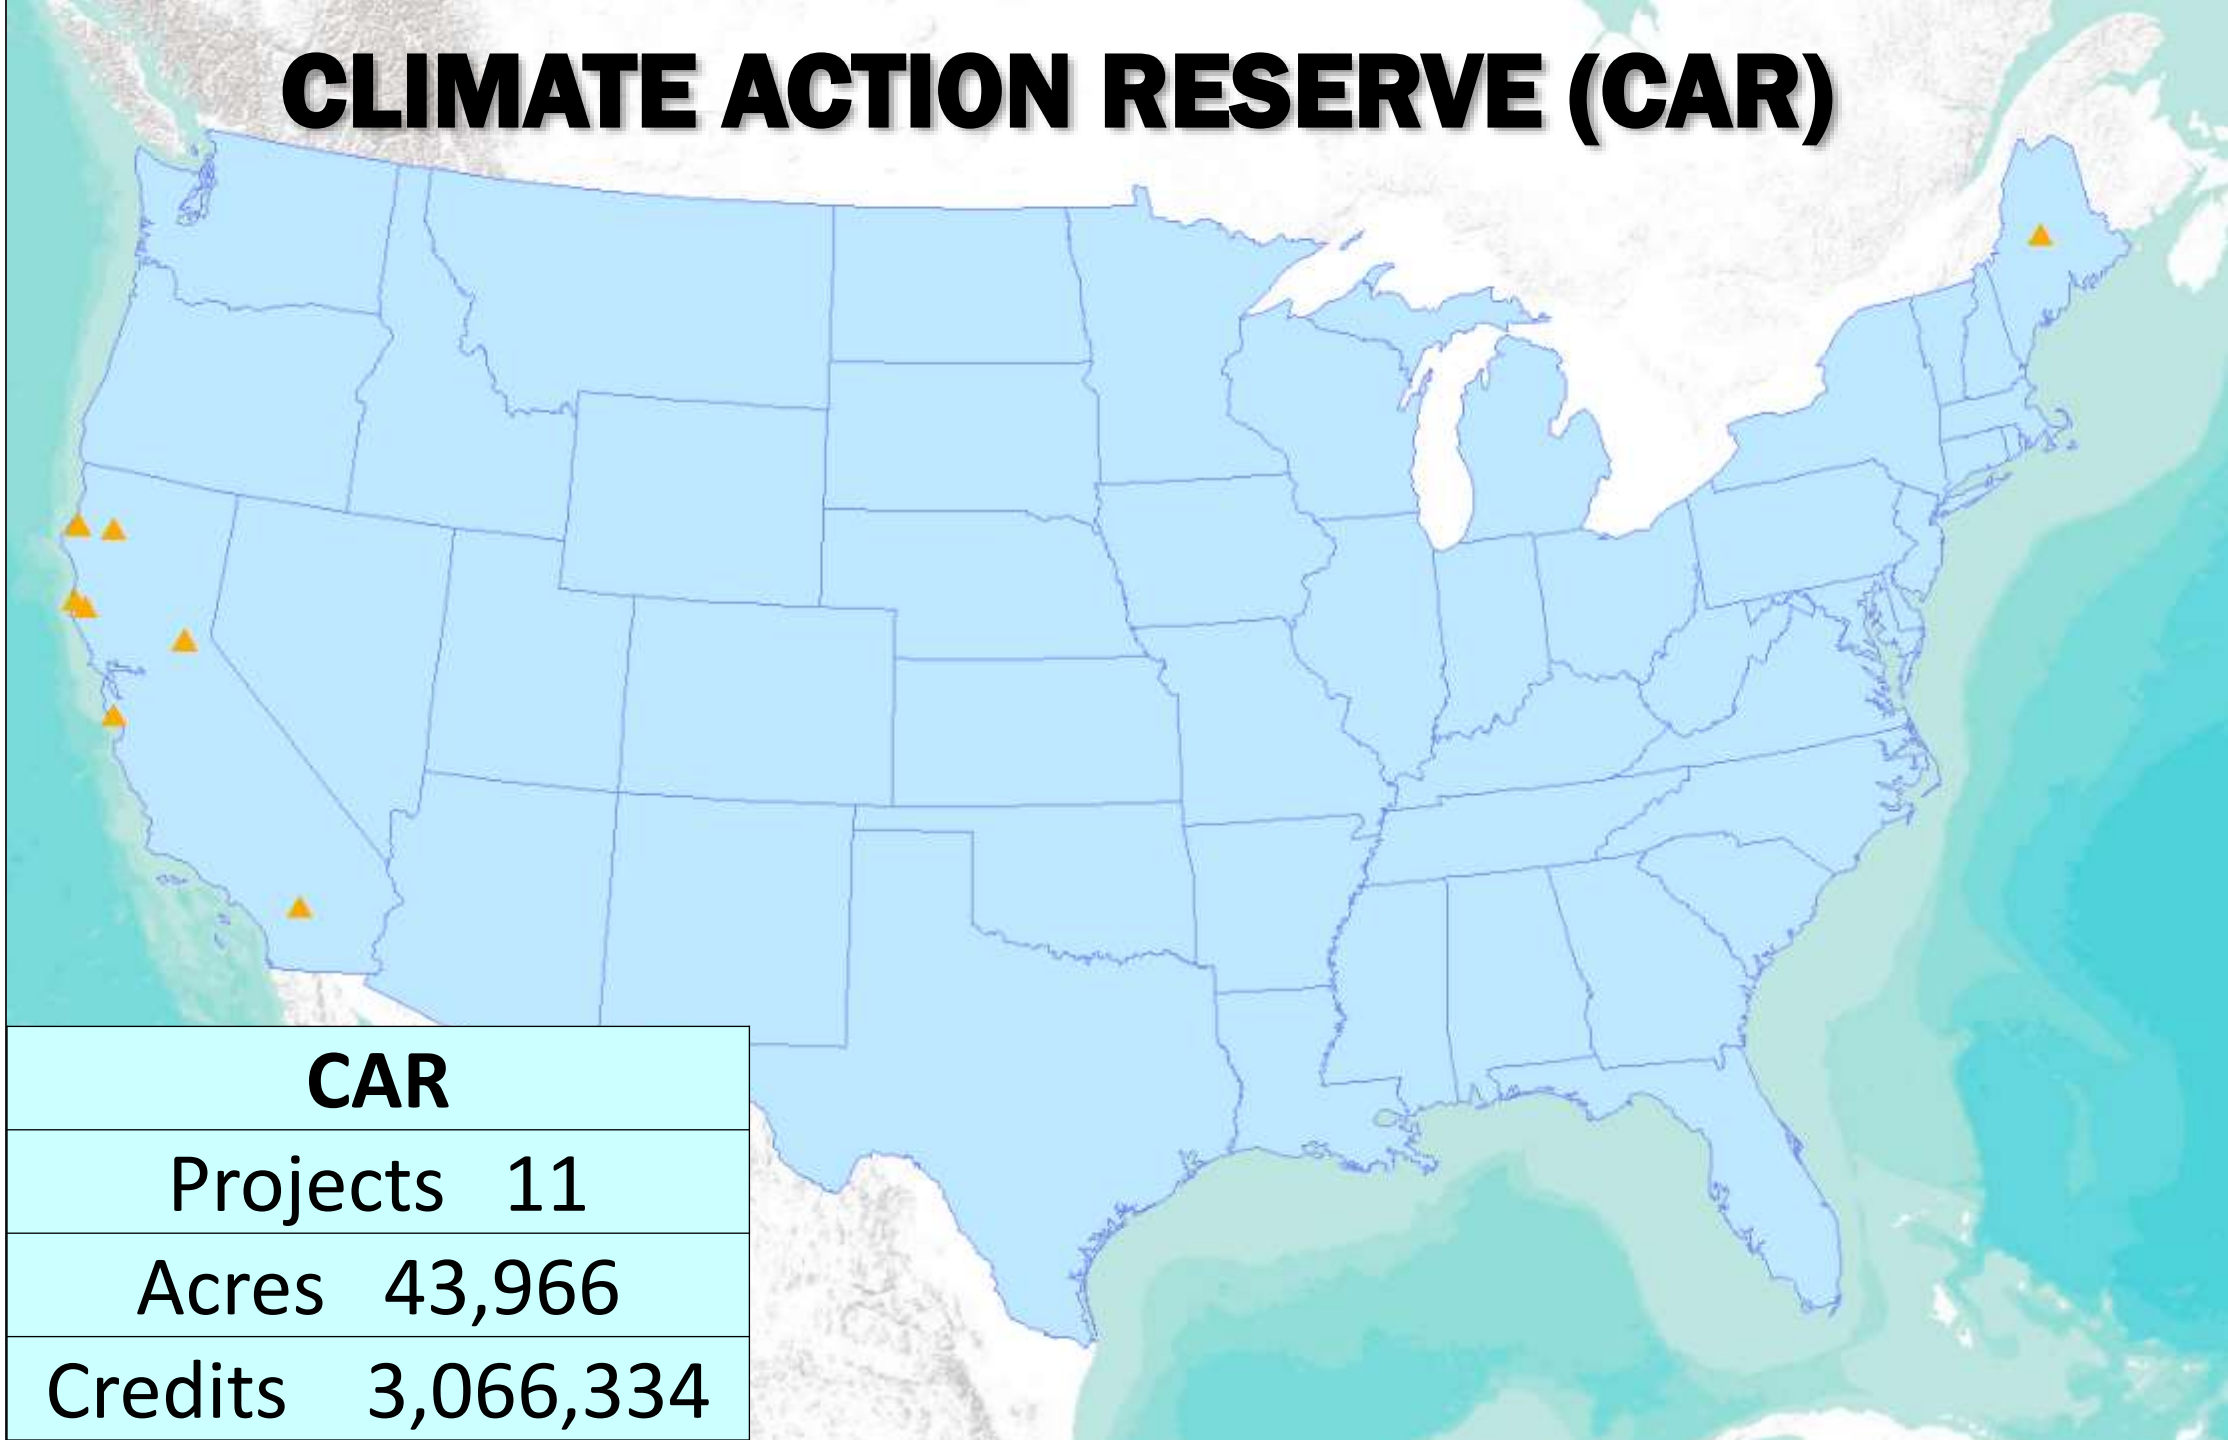 CLIMATE ACTION RESERVE (CAR)
CAR
Projects 11
Acres 43,966
Credits 3,066,334